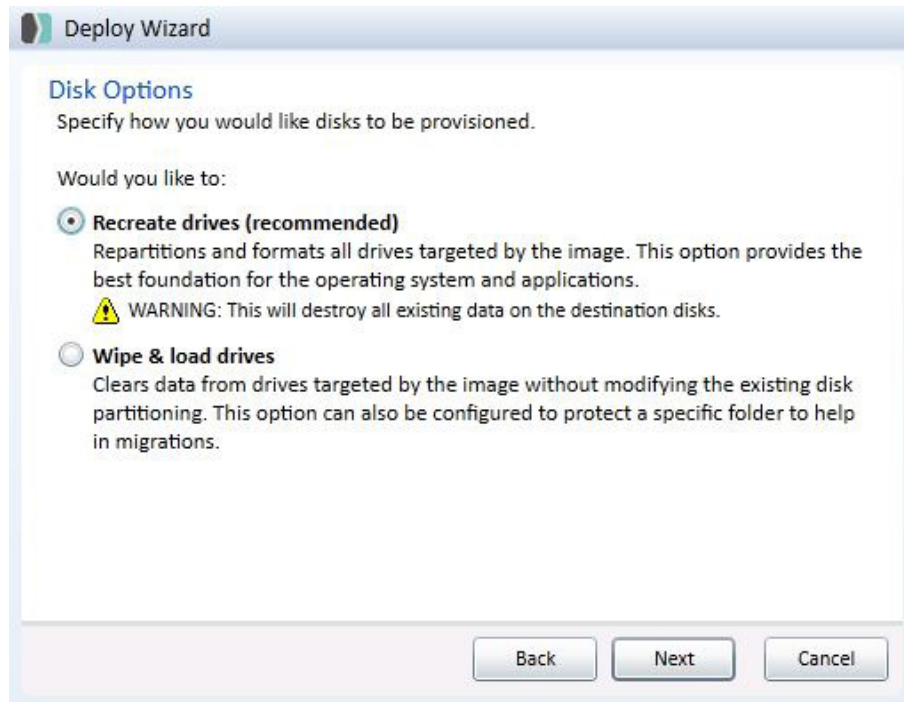 Deploy Wizard
Disk Options
Specify how you would like disks to be provisioned.
Would you like to:
Recreate drives (recommended)
Repartitions and formats all drives targeted by the image. This option provides the
best foundation for the operating system and applications.
WARNING: This will destroy all existing data on the destination disks.
Wipe & load drives
Clears data from drives targeted by the image without modifying the existing disk
partitioning. This option can also be configured to protect a specific folder to help
in migrations.
Back Next Cancel